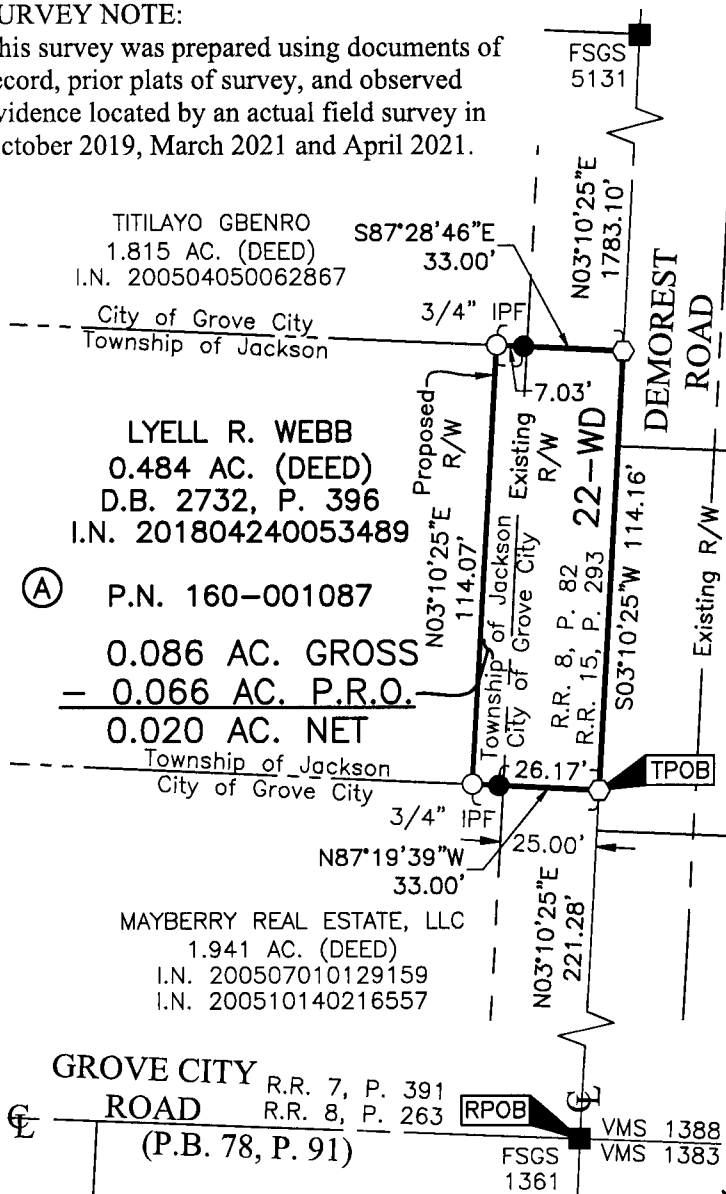 URVEY NOTE:
his survey was prepared using documents of
ecord, prior plats of survey, and observed
vidence located by an actual field survey in
ctober 2019, March 2021 and April 2021.
FSGS
5131
N03°10'25"E
1783.10'
TITILAYO GBENRO
1.815 AC. (DEED)
I.N. 200504050062867
S87°28'46"E
33.00'
City of Grove City
Township of Jackson
3/4" IPF
7.03'
DEMOREST
ROAD
LYELL R. WEBB
0.484 AC. (DEED)
D.B. 2732, P. 396
I.N. 201804240053489
Proposed
R/W
N03°10'25"E
114.07'
Existing
R/W
Township of Jackson
City of Grove City
22-WD
R.R. 8, P. 82
R.R. 15, P. 293
S03°10'25"W 114.16'
Existing R/W
A
P.N. 160-001087
0.086 AC. GROSS
- 0.066 AC. P.R.O.
0.020 AC. NET
Township of Jackson
City of Grove City
26.17'
TPOB
3/4" IPF
25.00'
N87°19'39"W
33.00'
N03°10'25"E
221.28'
MAYBERRY REAL ESTATE, LLC
1.941 AC. (DEED)
I.N. 200507010129159
I.N. 200510140216557
GROVE CITY
ROAD
(P.B. 78, P. 91)
R.R. 7, P. 391
R.R. 8, P. 263
RPOB
CL
CL
VMS 1388
VMS 1383
FSGS
1361